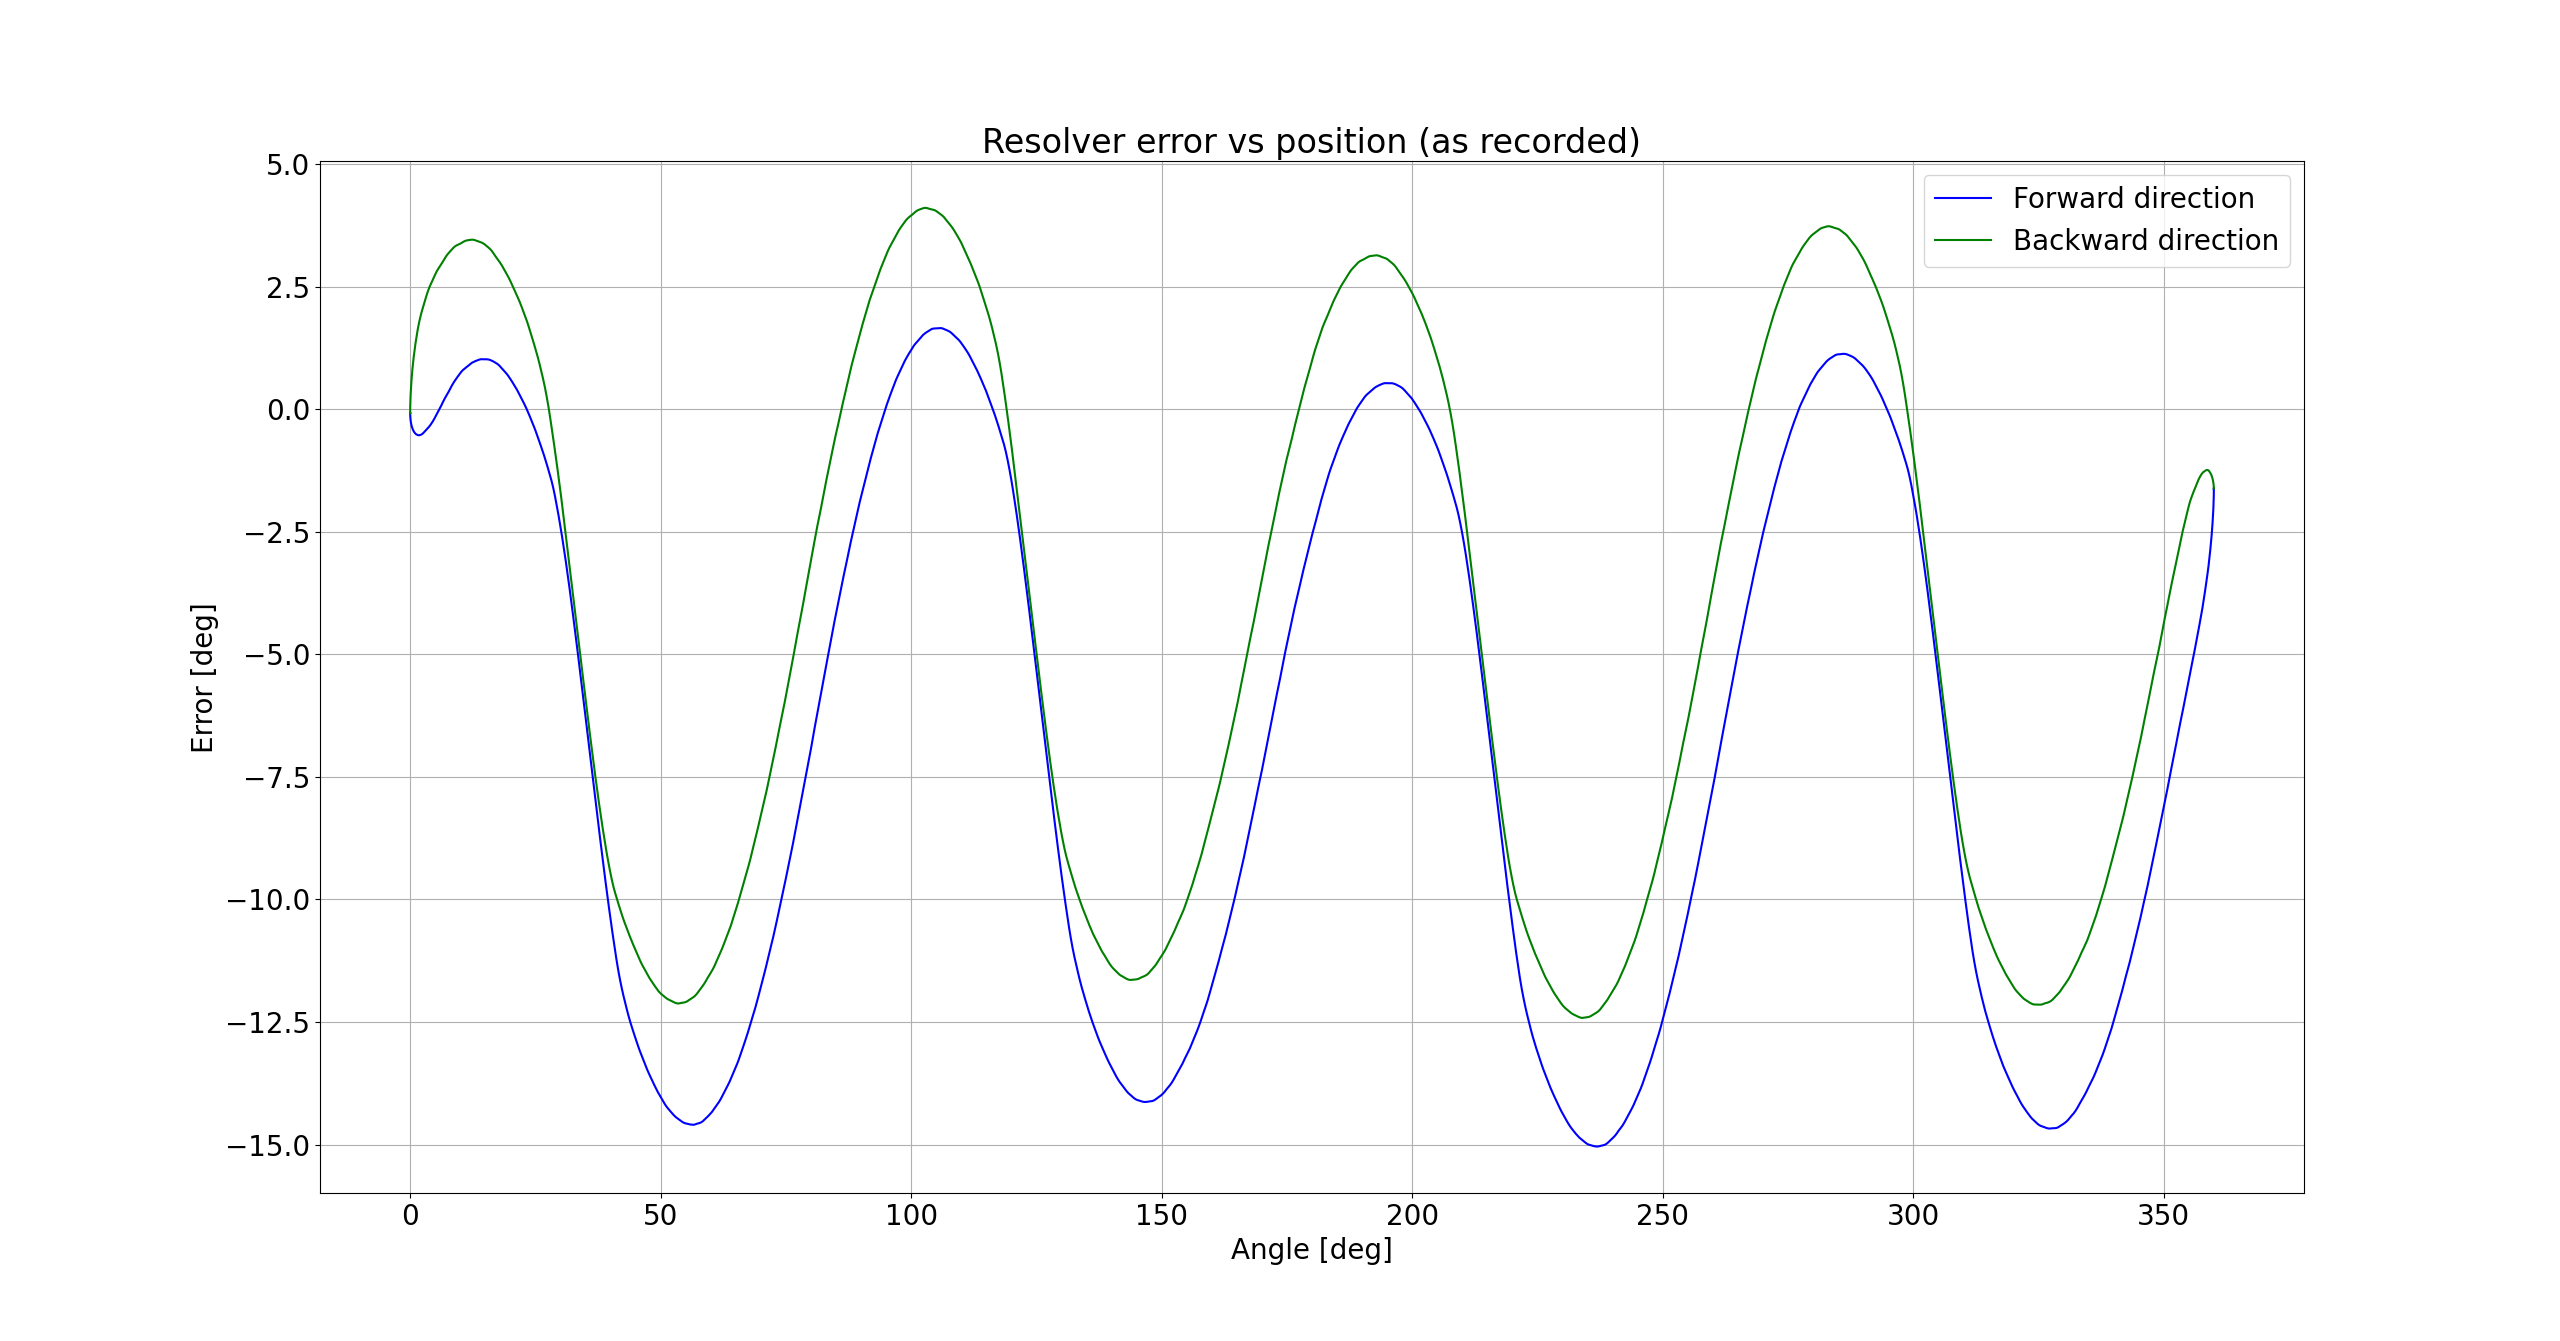 Resolver error vs position (as recorded)
Forward direction
Backward direction
5.0
2.5
0.0
−2.5
−5.0
−7.5
−10.0
−12.5
−15.0
Error [deg]
0 50 100 150 200 250 300 350
Angle [deg]